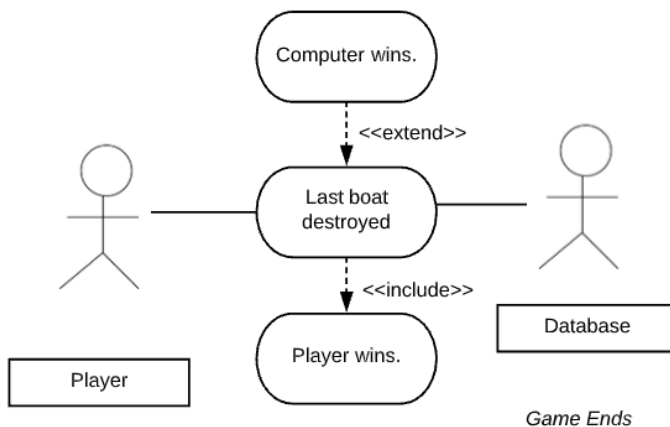 Computer wins.
<<extend>>
Last boat
destroyed
<<include>>
Player wins.
Player
Database
Game Ends